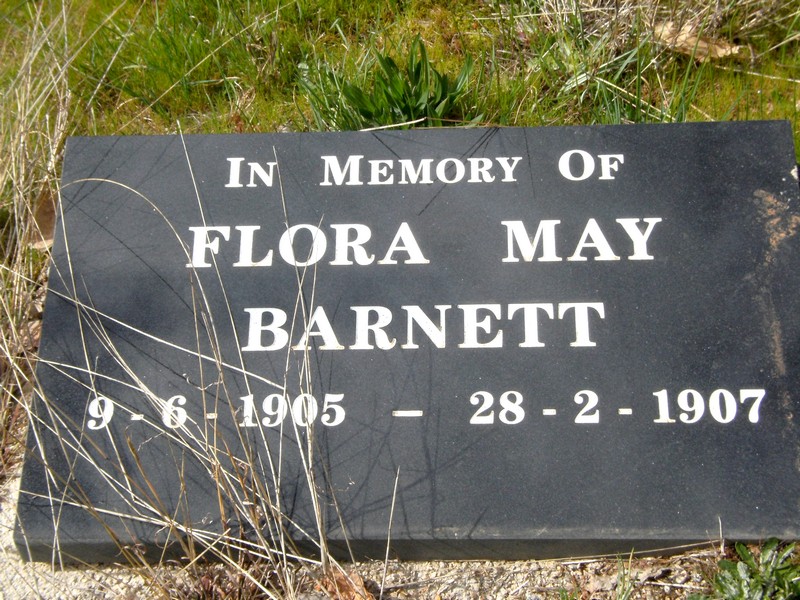 In Memory Of
FLORA MAY
BARNETT
9-6-1905 – 28-2-1907